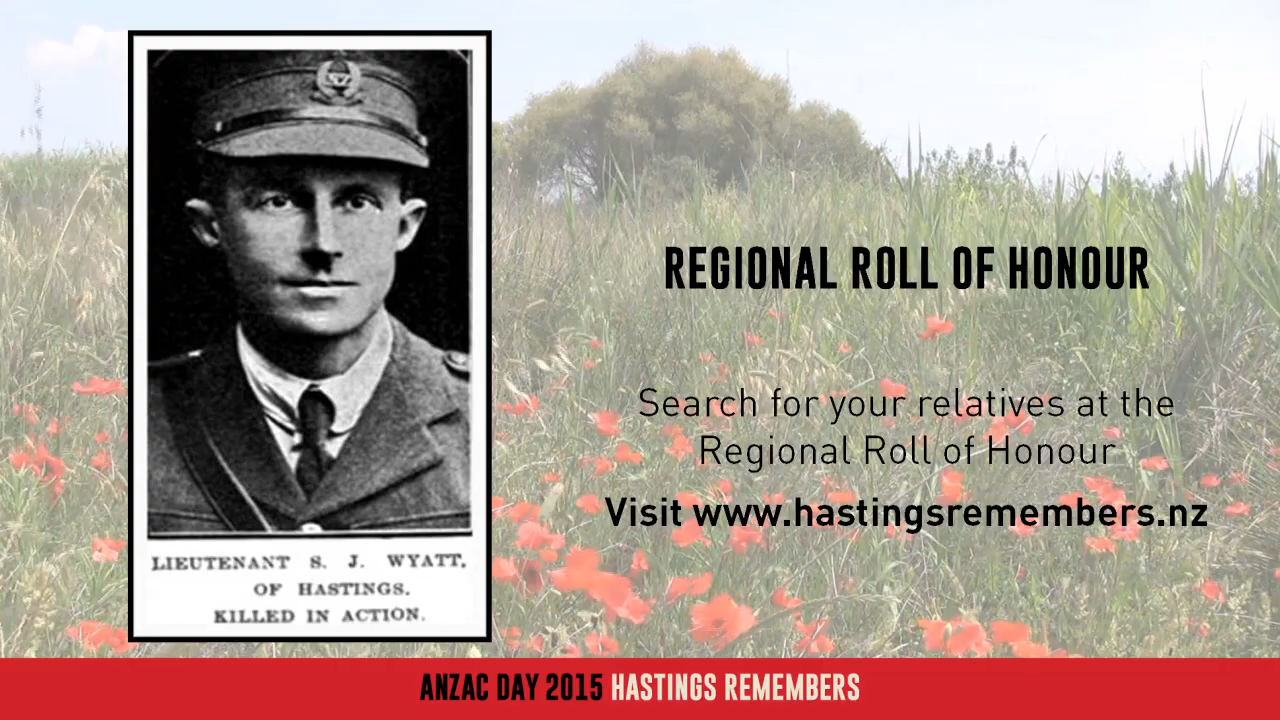 LIEUTENANT S. J. WYATT,
OF HASTINGS.
KILLED IN ACTION.
REGIONAL ROLL OF HONOUR
Search for your relatives at the
Regional Roll of Honour
Visit www.hastingsremembers.nz
ANZAC DAY 2015 HASTINGS REMEMBERS